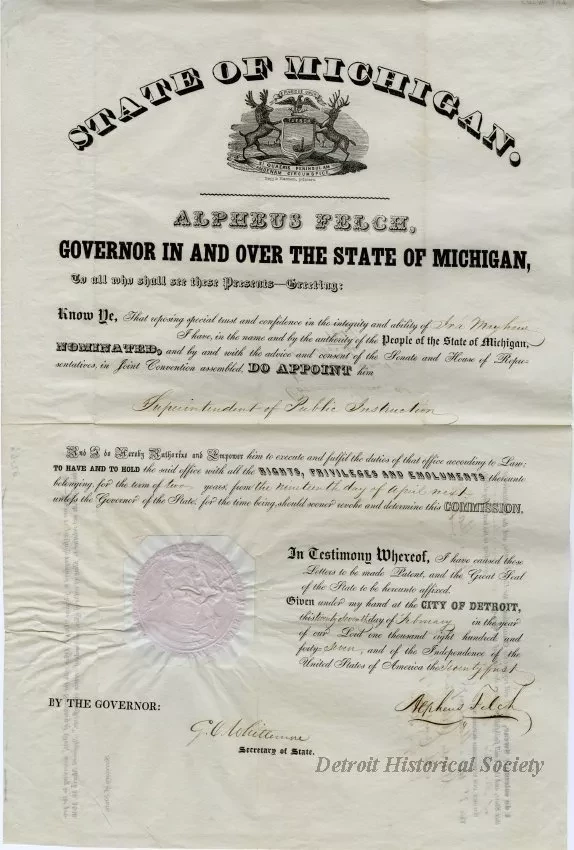 STATE OF MICHIGAN.
TUEBOR
SI QUAERIS PENINSULAM
AMOENAM CIRCUMSPICE
ALPHEUS FELCH,
GOVERNOR IN AND OVER THE STATE OF MICHIGAN,
To all who shall see these Presents—Greeting:
Know Ye, That reposing special trust and confidence in the integrity and ability of Ira Mayhew
I have, in the name and by the authority of the People of the State of Michigan,
NOMINATED, and by and with the advice and consent of the Senate and House of Repre-
sentatives, in Joint Convention assembled, DO APPOINT him
Superintendent of Public Instruction
And I do Hereby Authorise and Empower him to execute and fulfil the duties of that office according to Law:
TO HAVE AND TO HOLD the said office with all the RIGHTS, PRIVILEGES AND EMOLUMENTS thereunto
belonging, for the term of two years, from the nineteenth day of April next
unless the Governor of the State, for the time being, should sooner revoke and determine this COMMISSION.
In Testimony Whereof, I have caused these
Letters to be made Patent, and the Great Seal
of the State to be hereunto affixed.
Given under my hand at the CITY OF DETROIT,
this twenty seventh day of February in the year
of our Lord one thousand eight hundred and
forty-seven, and of the Independence of the
United States of America the Seventy first
BY THE GOVERNOR:
Alpheus Felch
G. O. Whittemore
Secretary of State.
Detroit Historical Society